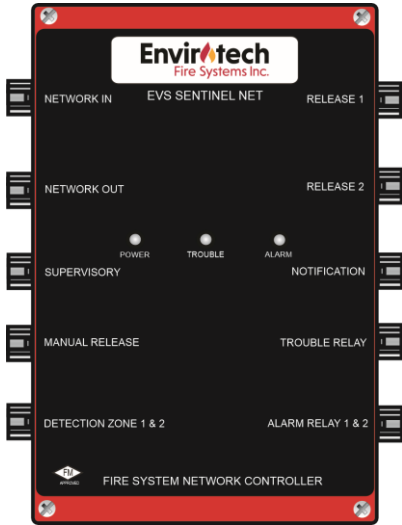 Envirotech
Fire Systems Inc.
EVS SENTINEL NET
NETWORK IN
RELEASE 1
NETWORK OUT
RELEASE 2
POWER
TROUBLE
ALARM
SUPERVISORY
NOTIFICATION
MANUAL RELEASE
TROUBLE RELAY
DETECTION ZONE 1 & 2
ALARM RELAY 1 & 2
FM
APPROVED
FIRE SYSTEM NETWORK CONTROLLER